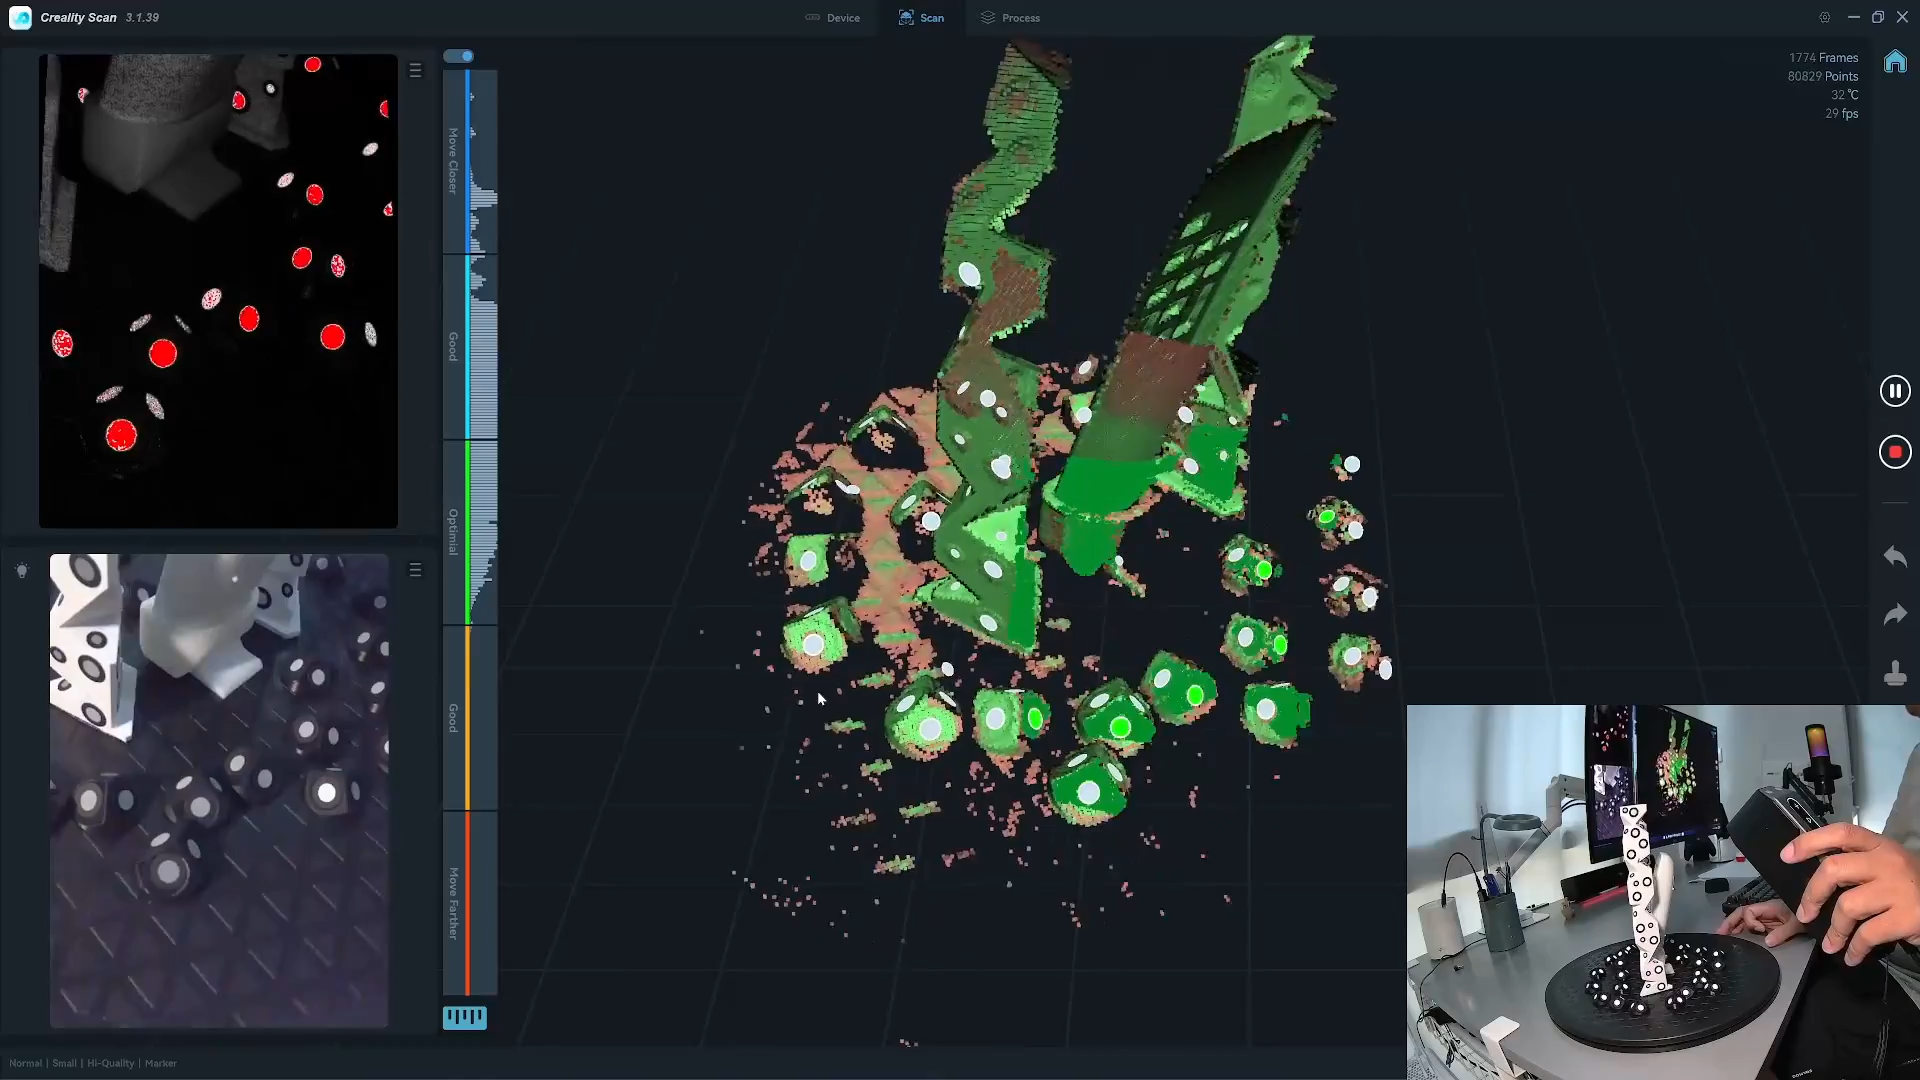 Creality Scan 3.1.39
Device
Scan
Process
1774 Frames
80829 Points
32 ℃
29 fps
Move Closer
Good
Optimial
Good
Move Farther
Normal | Small | Hi-Quality | Marker